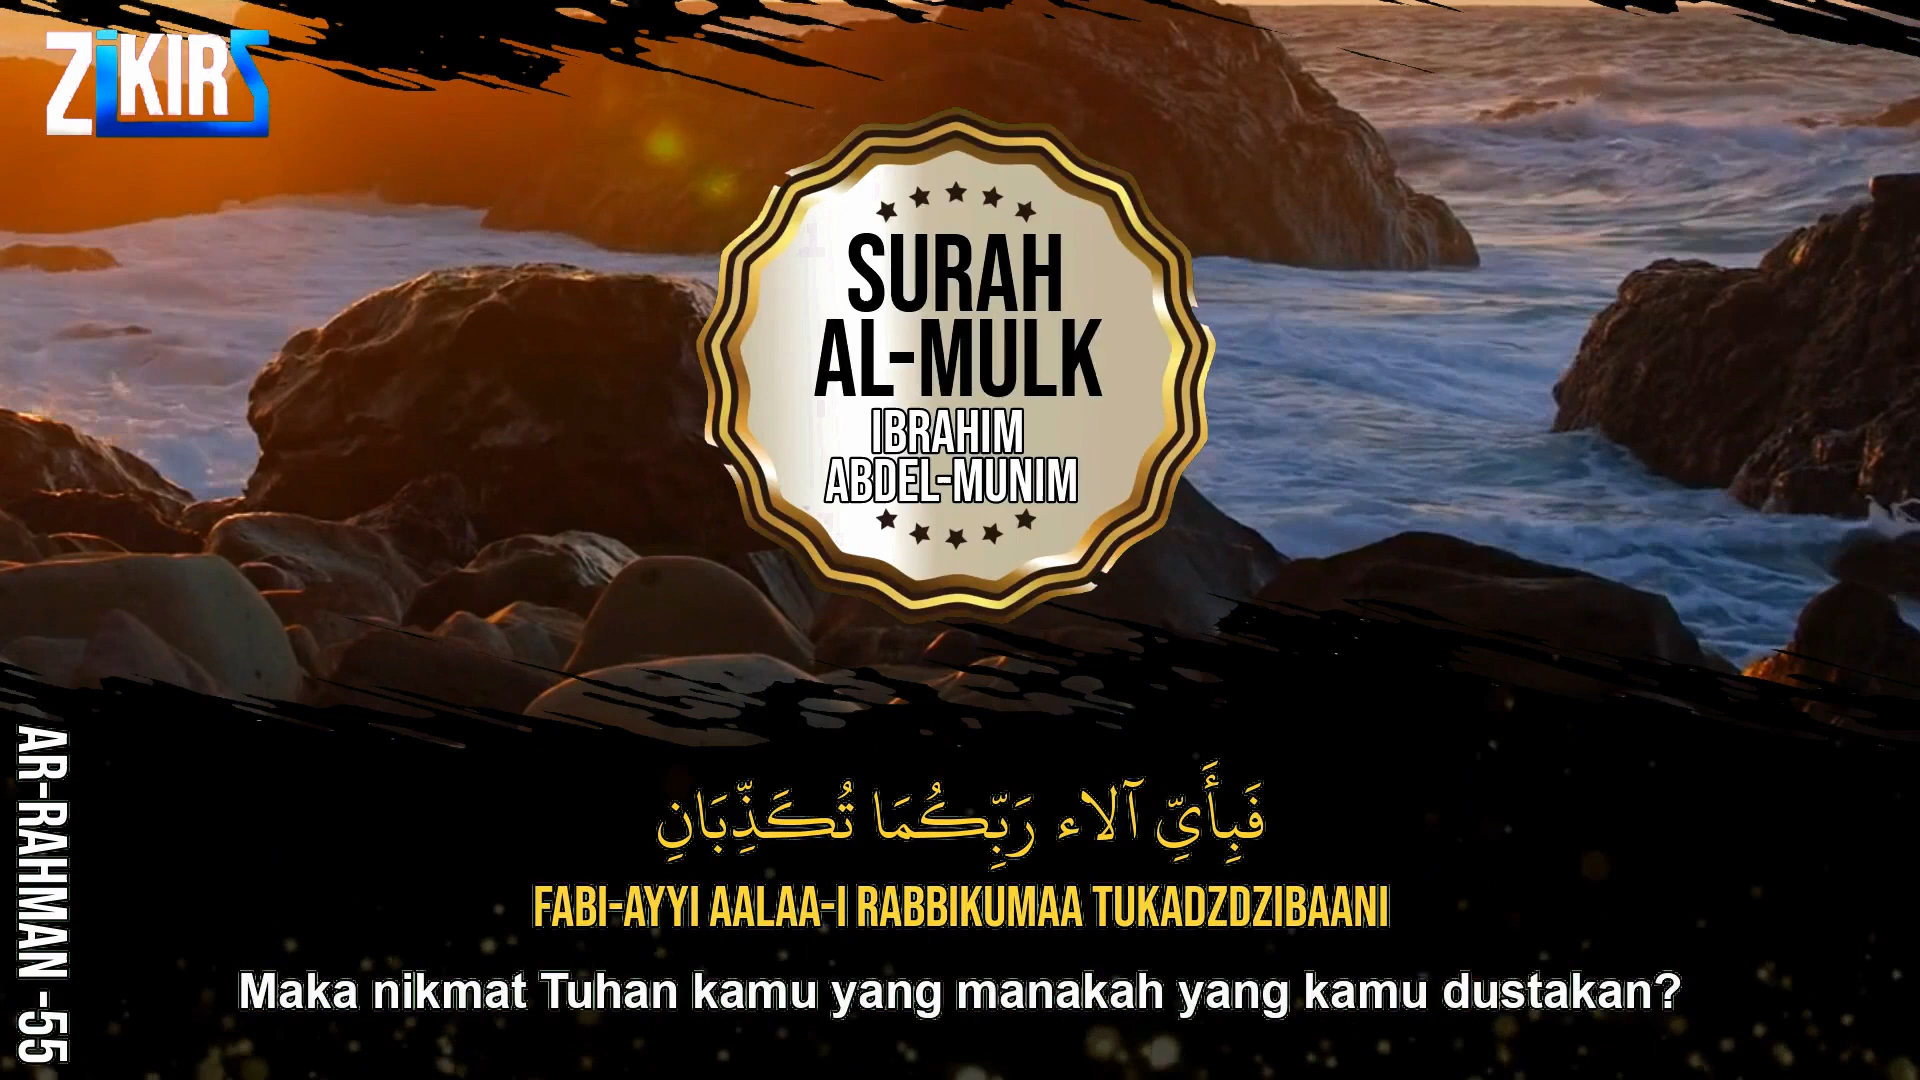 ZIKIRS
SURAH
AL-MULK
IBRAHIM
ABDEL-MUNIM
فَبِأَيِّ آلاء رَبِّكُمَا تُكَذِّبَانِ
FABI-AYYI AALAA-I RABBIKUMAA TUKADZDZIBAANI
Maka nikmat Tuhan kamu yang manakah yang kamu dustakan?
AR-RAHMAN -55